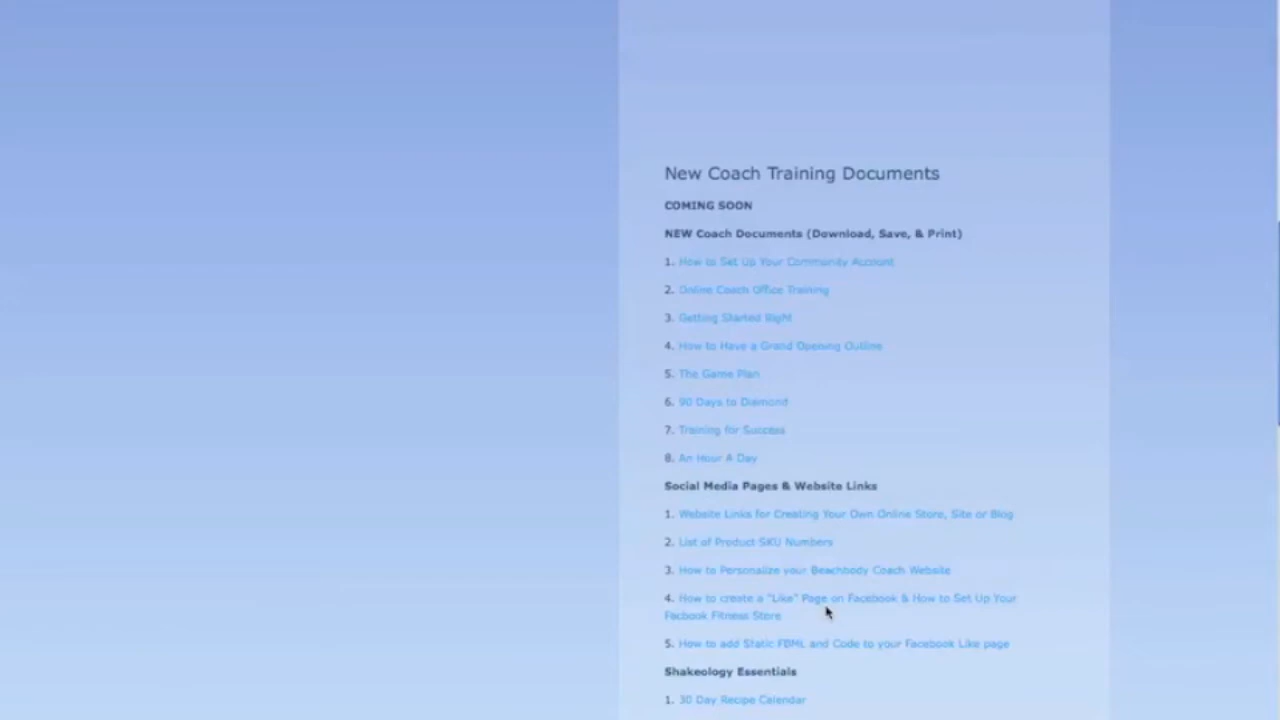 New Coach Training Documents
COMING SOON
NEW Coach Documents (Download, Save, & Print)
1. How to Set Up Your Community Account
2. Online Coach Office Training
3. Getting Started Right
4. How to Have a Grand Opening Outline
5. The Game Plan
6. 90 Days to Diamond
7. Training for Success
8. An Hour A Day
Social Media Pages & Website Links
1. Website Links for Creating Your Own Online Store, Site or Blog
2. List of Product SKU Numbers
3. How to Personalize your Beachbody Coach Website
4. How to create a "Like" Page on Facebook & How to Set Up Your
Facbook Fitness Store
5. How to add Static FBML and Code to your Facebook Like page
Shakeology Essentials
1. 30 Day Recipe Calendar